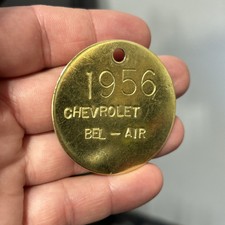 1956
CHEVROLET
BEL - AIR